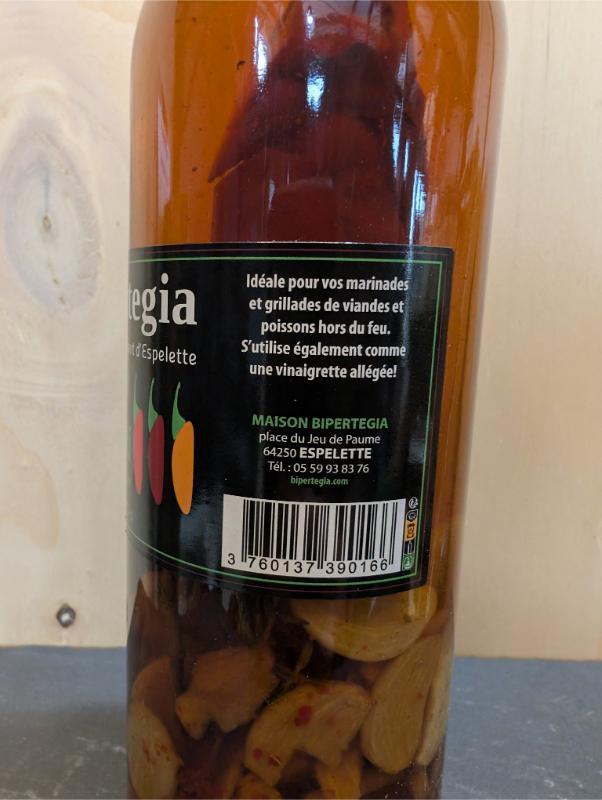 tegia
d'Espelette
Idéale pour vos marinades
et grillades de viandes et
poissons hors du feu.
S'utilise également comme
une vinaigrette allégée!
MAISON BIPERTEGIA
place du Jeu de Paume
64250 ESPELETTE
Tél. : 05 59 93 83 76
bipertegia.com
3 760137 390166